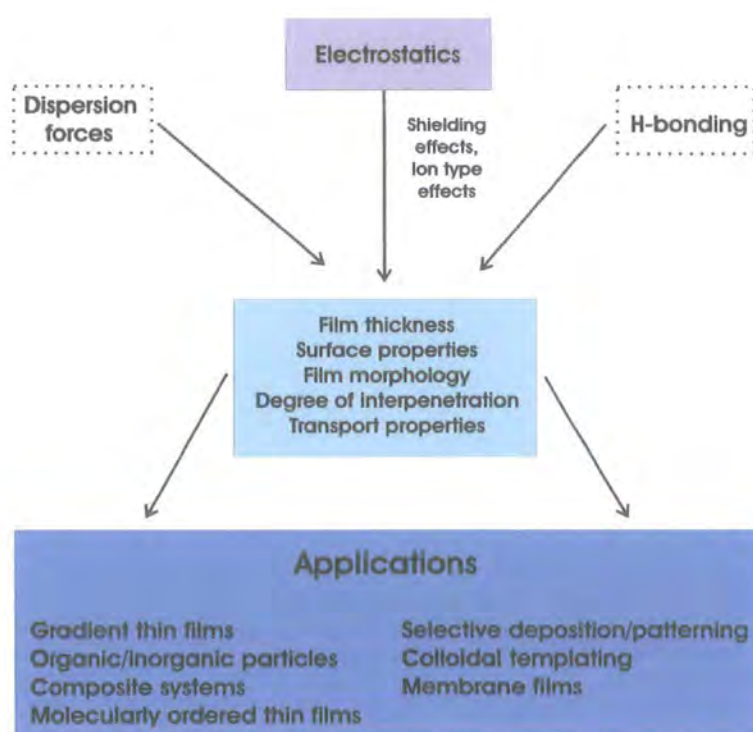 Electrostatics
Dispersion
forces
Shielding
effects,
Ion type
effects
H-bonding
Film thickness
Surface properties
Film morphology
Degree of interpenetration
Transport properties
Applications
Gradient thin films
Organic/inorganic particles
Composite systems
Molecularly ordered thin films
Selective deposition/patterning
Colloidal templating
Membrane films